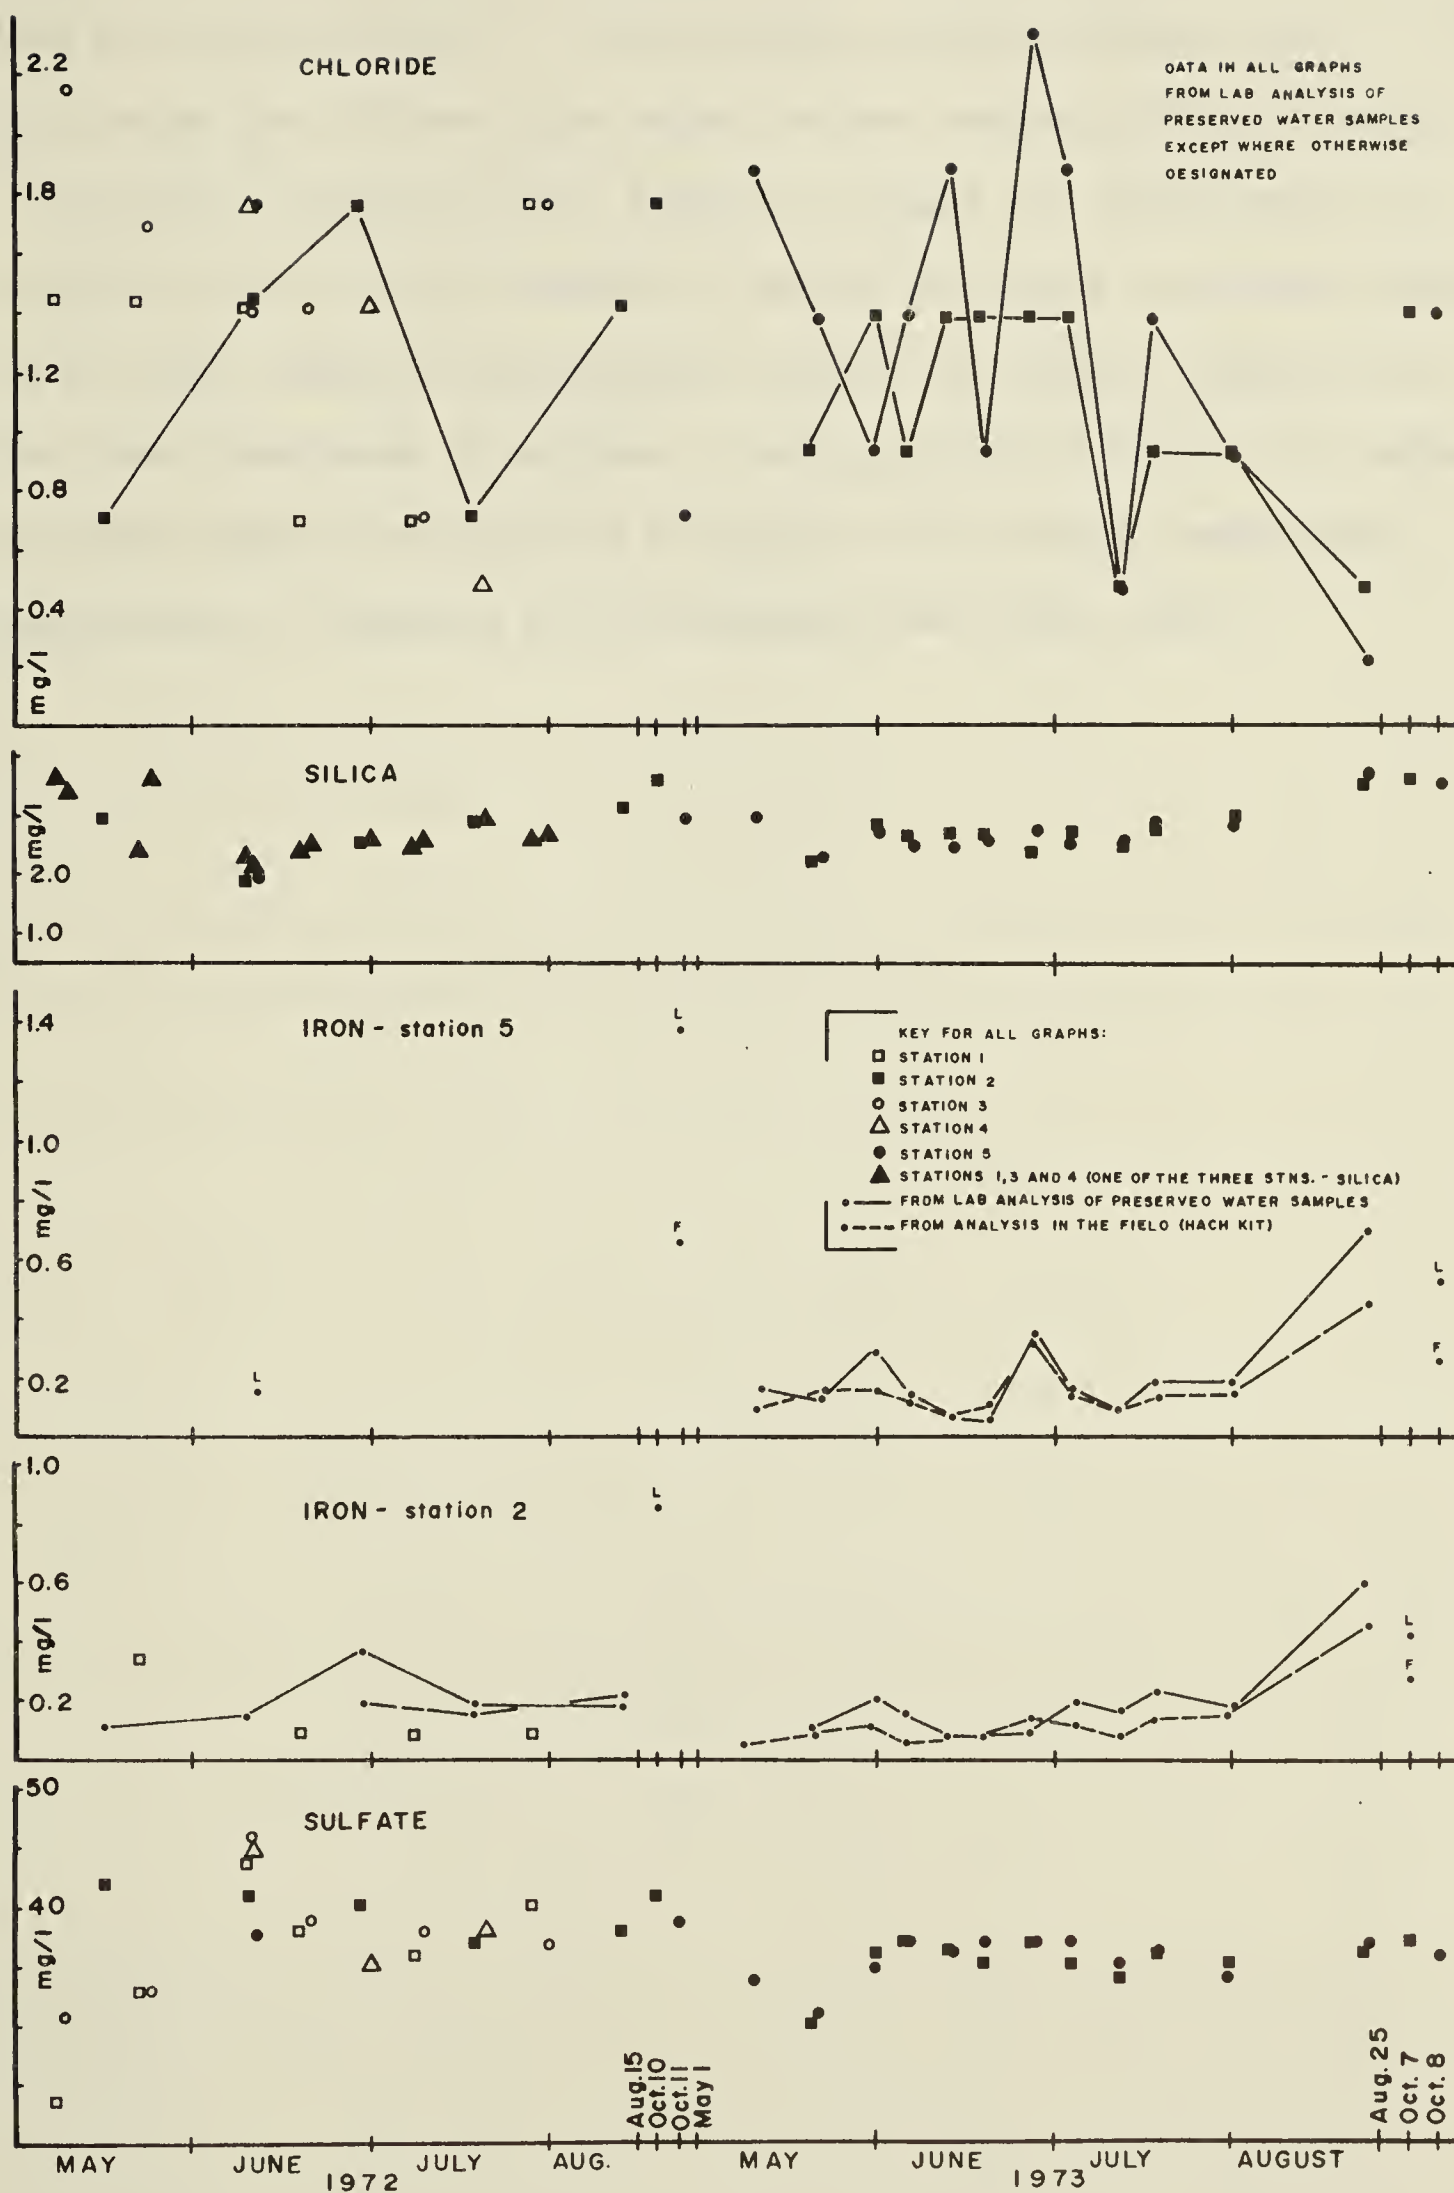 CHLORIDE
DATA IN ALL GRAPHS
FROM LAB ANALYSIS OF
PRESERVED WATER SAMPLES
EXCEPT WHERE OTHERWISE
DESIGNATED
2.2
1.8
1.2
0.8
0.4
mg/l
SILICA
mg/l
2.0
1.0
IRON - station 5
1.4
1.0
mg/l
0.6
0.2
L
L
F
L
F
KEY FOR ALL GRAPHS:
STATION 1
STATION 2
STATION 3
STATION 4
STATION 5
STATIONS 1,3 AND 4 (ONE OF THE THREE STNS. - SILICA)
FROM LAB ANALYSIS OF PRESERVED WATER SAMPLES
FROM ANALYSIS IN THE FIELD (HACH KIT)
IRON - station 2
1.0
0.6
mg/l
0.2
L
L
F
SULFATE
50
40
mg/l
Aug.15
Oct.10
Oct.11
May 1
Aug. 25
Oct. 7
Oct. 8
MAY JUNE JULY AUG. MAY JUNE JULY AUGUST
1972 1973